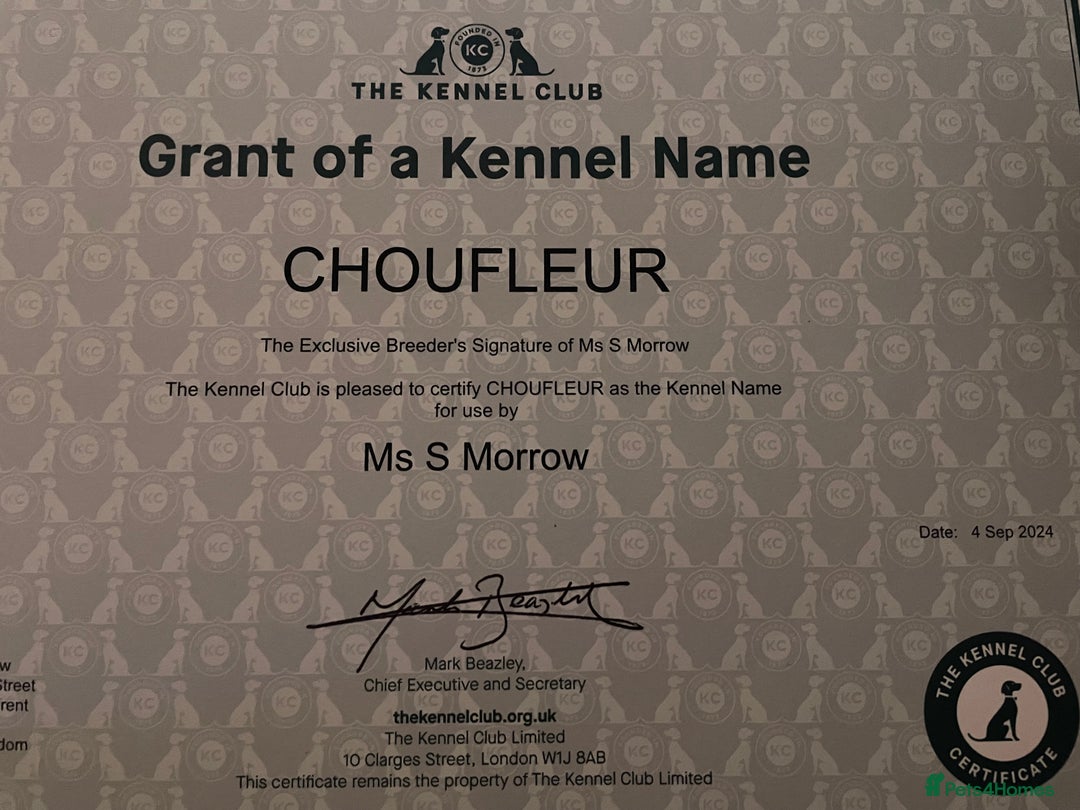 FOUNDED IN
KC
1873
THE KENNEL CLUB
Grant of a Kennel Name
CHOUFLEUR
The Exclusive Breeder's Signature of Ms S Morrow
The Kennel Club is pleased to certify CHOUFLEUR as the Kennel Name
for use by
Ms S Morrow
Date: 4 Sep 2024
Mark Beazley,
Chief Executive and Secretary
thekennelclub.org.uk
The Kennel Club Limited
10 Clarges Street, London W1J 8AB
This certificate remains the property of The Kennel Club Limited
w
Street
rent
dom
THE KENNEL CLUB
CERTIFICATE
Pets4Homes